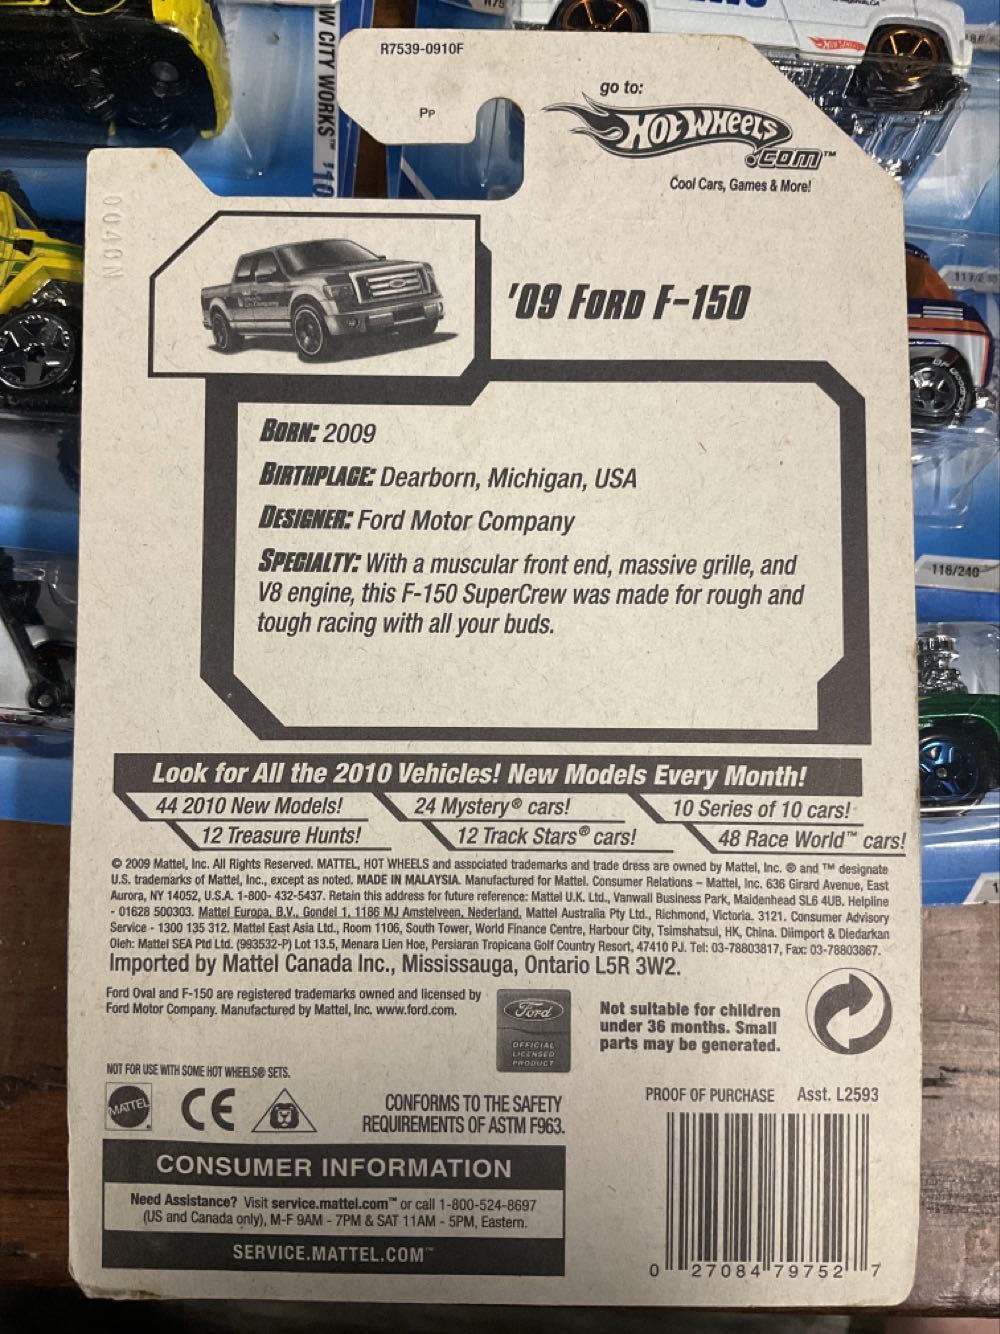 R7539-0910F
PP
go to:
HOT WHEELS
.COM™
Cool Cars, Games & More!
W CITY WORKS™ '10
0040N
'09 FORD F-150
BORN: 2009
BIRTHPLACE: Dearborn, Michigan, USA
DESIGNER: Ford Motor Company
SPECIALTY: With a muscular front end, massive grille, and
V8 engine, this F-150 SuperCrew was made for rough and
tough racing with all your buds.
116/240
Look for All the 2010 Vehicles! New Models Every Month!
44 2010 New Models! 24 Mystery® cars! 10 Series of 10 cars!
12 Treasure Hunts! 12 Track Stars® cars! 48 Race World™ cars!
© 2009 Mattel, Inc. All Rights Reserved. MATTEL, HOT WHEELS and associated trademarks and trade dress are owned by Mattel, Inc. ® and ™ designate
U.S. trademarks of Mattel, Inc., except as noted. MADE IN MALAYSIA. Manufactured for Mattel. Consumer Relations – Mattel, Inc. 636 Girard Avenue, East
Aurora, NY 14052, U.S.A. 1-800- 432-5437. Retain this address for future reference: Mattel U.K. Ltd., Vanwall Business Park, Maidenhead SL6 4UB. Helpline
- 01628 500303. Mattel Europa, B.V., Gondel 1, 1186 MJ Amstelveen, Nederland. Mattel Australia Pty Ltd., Richmond, Victoria. 3121. Consumer Advisory
Service - 1300 135 312. Mattel East Asia Ltd., Room 1106, South Tower, World Finance Centre, Harbour City, Tsimshatsui, HK, China. Diimport & Diedarkan
Oleh: Mattel SEA Ptd Ltd. (993532-P) Lot 13.5, Menara Lien Hoe, Persiaran Tropicana Golf Country Resort, 47410 PJ. Tel: 03-78803817, Fax: 03-78803867.
Imported by Mattel Canada Inc., Mississauga, Ontario L5R 3W2.
Ford Oval and F-150 are registered trademarks owned and licensed by
Ford Motor Company. Manufactured by Mattel, Inc. www.ford.com.
Ford
OFFICIAL
LICENSED
PRODUCT
Not suitable for children
under 36 months. Small
parts may be generated.
NOT FOR USE WITH SOME HOT WHEELS® SETS.
MATTEL
CE
CONFORMS TO THE SAFETY
REQUIREMENTS OF ASTM F963.
PROOF OF PURCHASE Asst. L2593
CONSUMER INFORMATION
Need Assistance? Visit service.mattel.com™ or call 1-800-524-8697
(US and Canada only), M-F 9AM - 7PM & SAT 11AM - 5PM, Eastern.
SERVICE.MATTEL.COM™
0 27084 79752 7